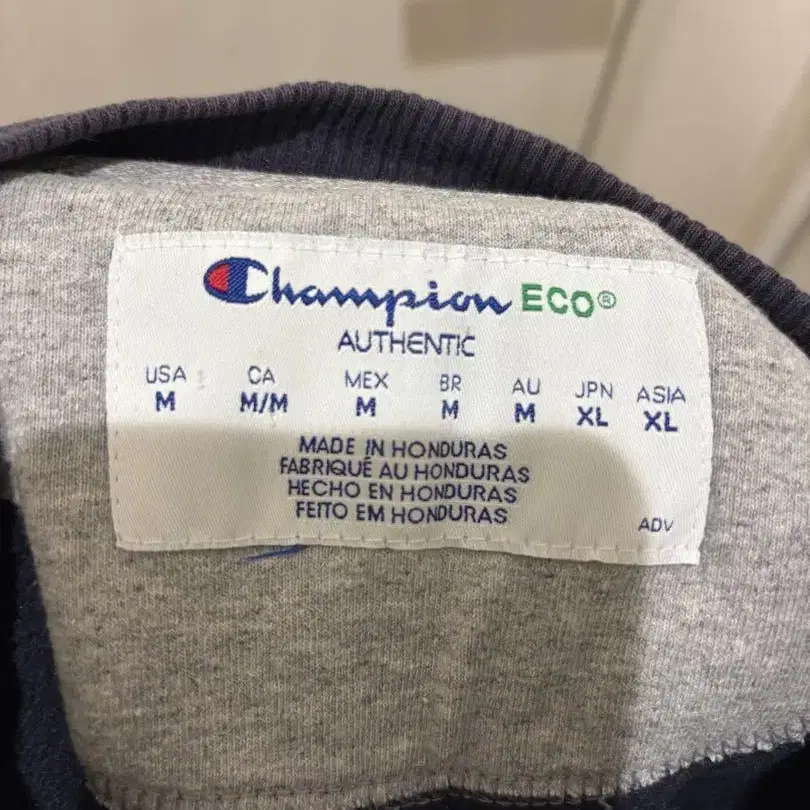 Champion ECO®
AUTHENTIC
USA CA MEX BR AU JPN ASIA
M M/M M M M XL XL
MADE IN HONDURAS
FABRIQUÉ AU HONDURAS
HECHO EN HONDURAS
FEITO EM HONDURAS
ADV